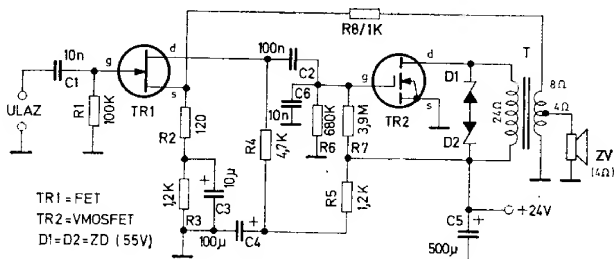 R8/1K
10n
d
100n
d
T
C1
g
C2
g
D1
8Ω
ULAZ
R1
100K
TR1
s
C6
10n
TR2
s
24Ω
4Ω
R2
120
R4
4,7K
680K
R6
3,9M
R7
D2
ZV
(4Ω)
1,2K
R3
+
10μ
C3
R5
1,2K
+24V
TR1 = FET
TR2 = VMOSFET
D1=D2=ZD (55V)
100μ
+
C4
C5
+
500μ